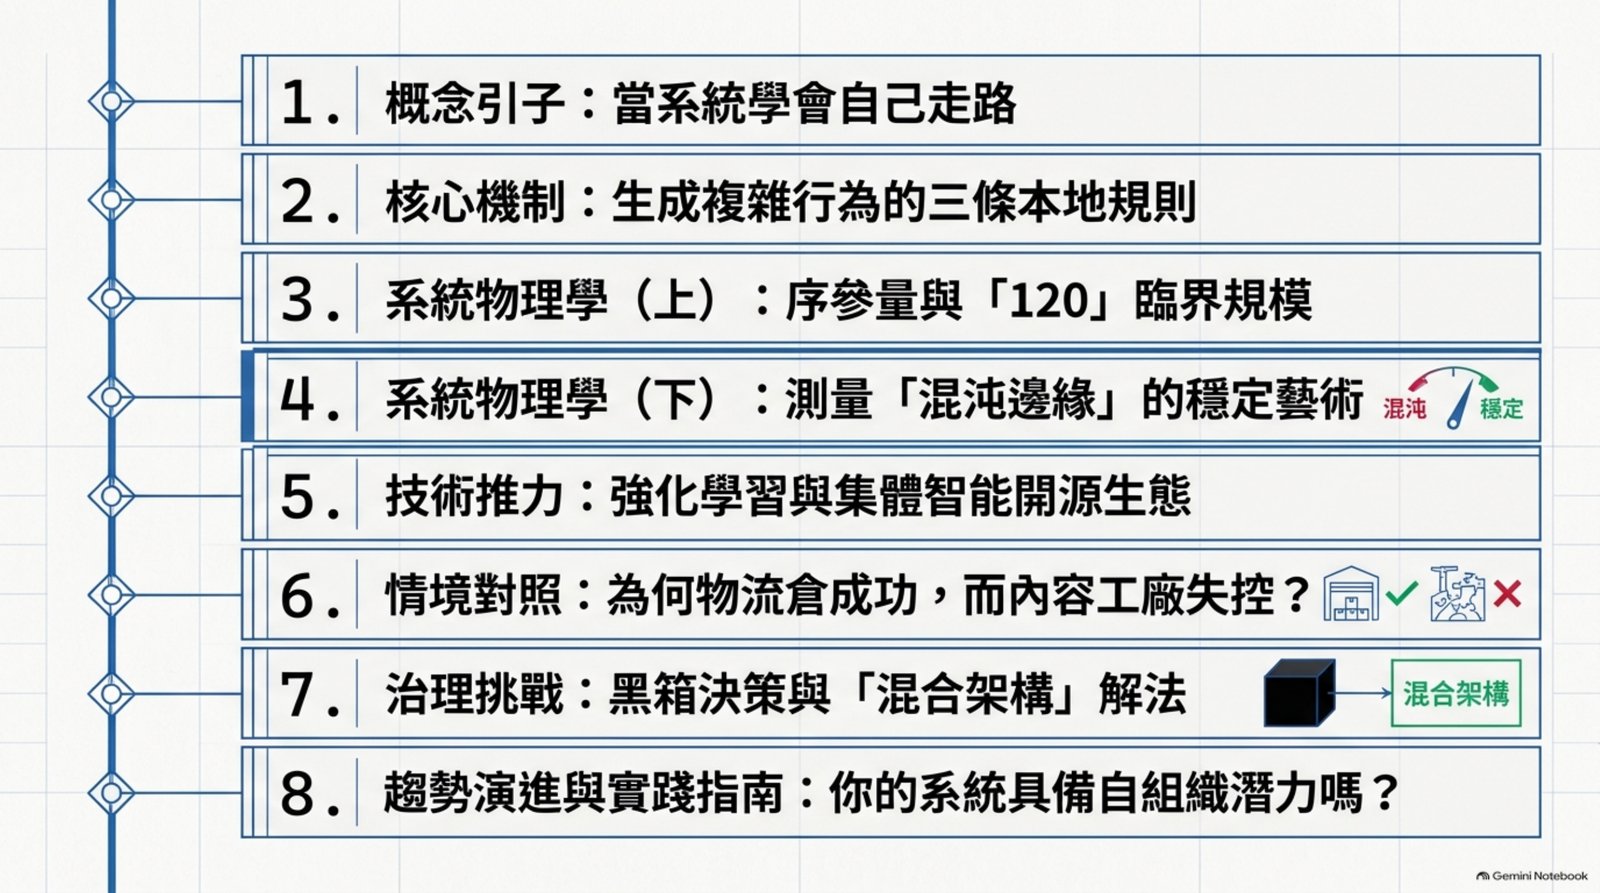 1. 概念引子：當系統學會自己走路
2. 核心機制：生成複雜行為的三條本地規則
3. 系統物理學（上）：序參量與「120」臨界規模
4. 系統物理學（下）：測量「混沌邊緣」的穩定藝術
混沌 穩定
5. 技術推力：強化學習與集體智能開源生態
6. 情境對照：為何物流倉成功，而內容工廠失控？
7. 治理挑戰：黑箱決策與「混合架構」解法
混合架構
8. 趨勢演進與實踐指南：你的系統具備自組織潛力嗎？
Gemini Notebook